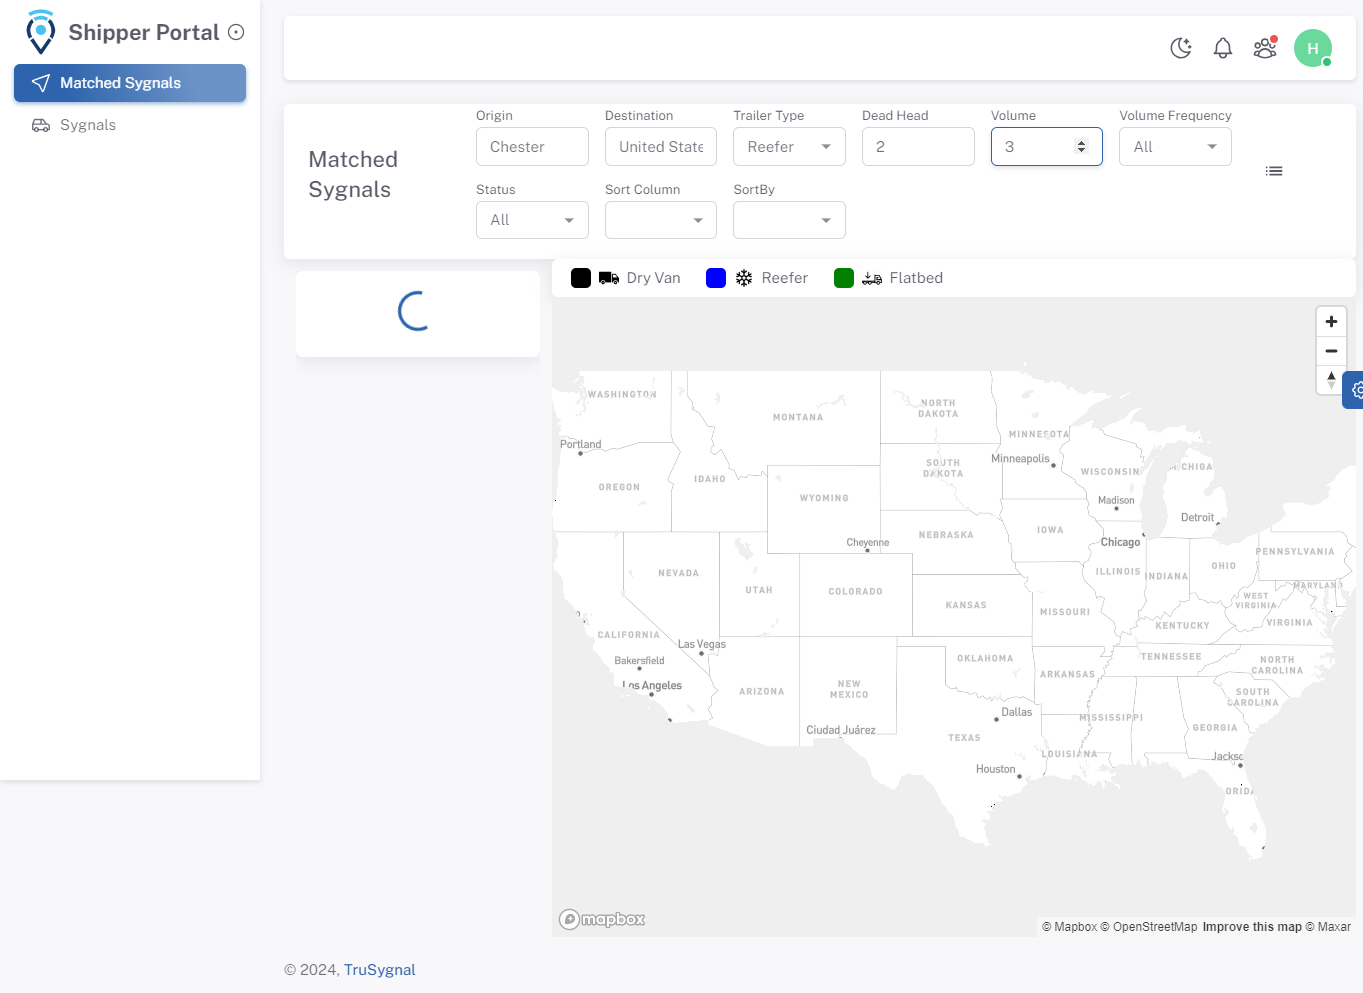 Shipper Portal
Matched Sygnals
Sygnals
H
Matched
Sygnals
Origin
Destination
Trailer Type
Dead Head
Volume
Volume Frequency
Chester
United State
Reefer
2
3
All
Status
Sort Column
SortBy
All
Dry Van
Reefer
Flatbed
WASHINGTON
MONTANA
NORTH
DAKOTA
MINNESOTA
Portland
Minneapolis
SOUTH
DAKOTA
WISCONSIN
CHIGA
OREGON
IDAHO
WYOMING
Madison
Detroit
IOWA
NEBRASKA
Cheyenne
Chicago
PENNSYLVANIA
NEVADA
UTAH
COLORADO
ILLINOIS
INDIANA
OHIO
MARYLAND
WEST
VIRGINIA
KANSAS
MISSOURI
KENTUCKY
VIRGINIA
CALIFORNIA
Las Vegas
Bakersfield
OKLAHOMA
TENNESSEE
NORTH
CAROLINA
Los Angeles
ARIZONA
NEW
MEXICO
ARKANSAS
SOUTH
CAROLINA
Dallas
MISSISSIPPI
Ciudad Juárez
TEXAS
GEORGIA
LOUISIANA
Jacksc
Houston
ORIDA
mapbox
© Mapbox © OpenStreetMap Improve this map © Maxar
© 2024, TruSygnal